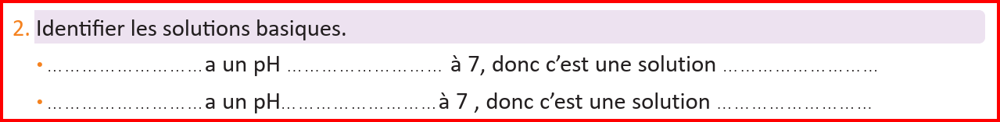 2. Identifier les solutions basiques.
• ........................... a un pH ........................... à 7, donc c’est une solution ...........................
• ........................... a un pH........................... à 7 , donc c’est une solution ...........................